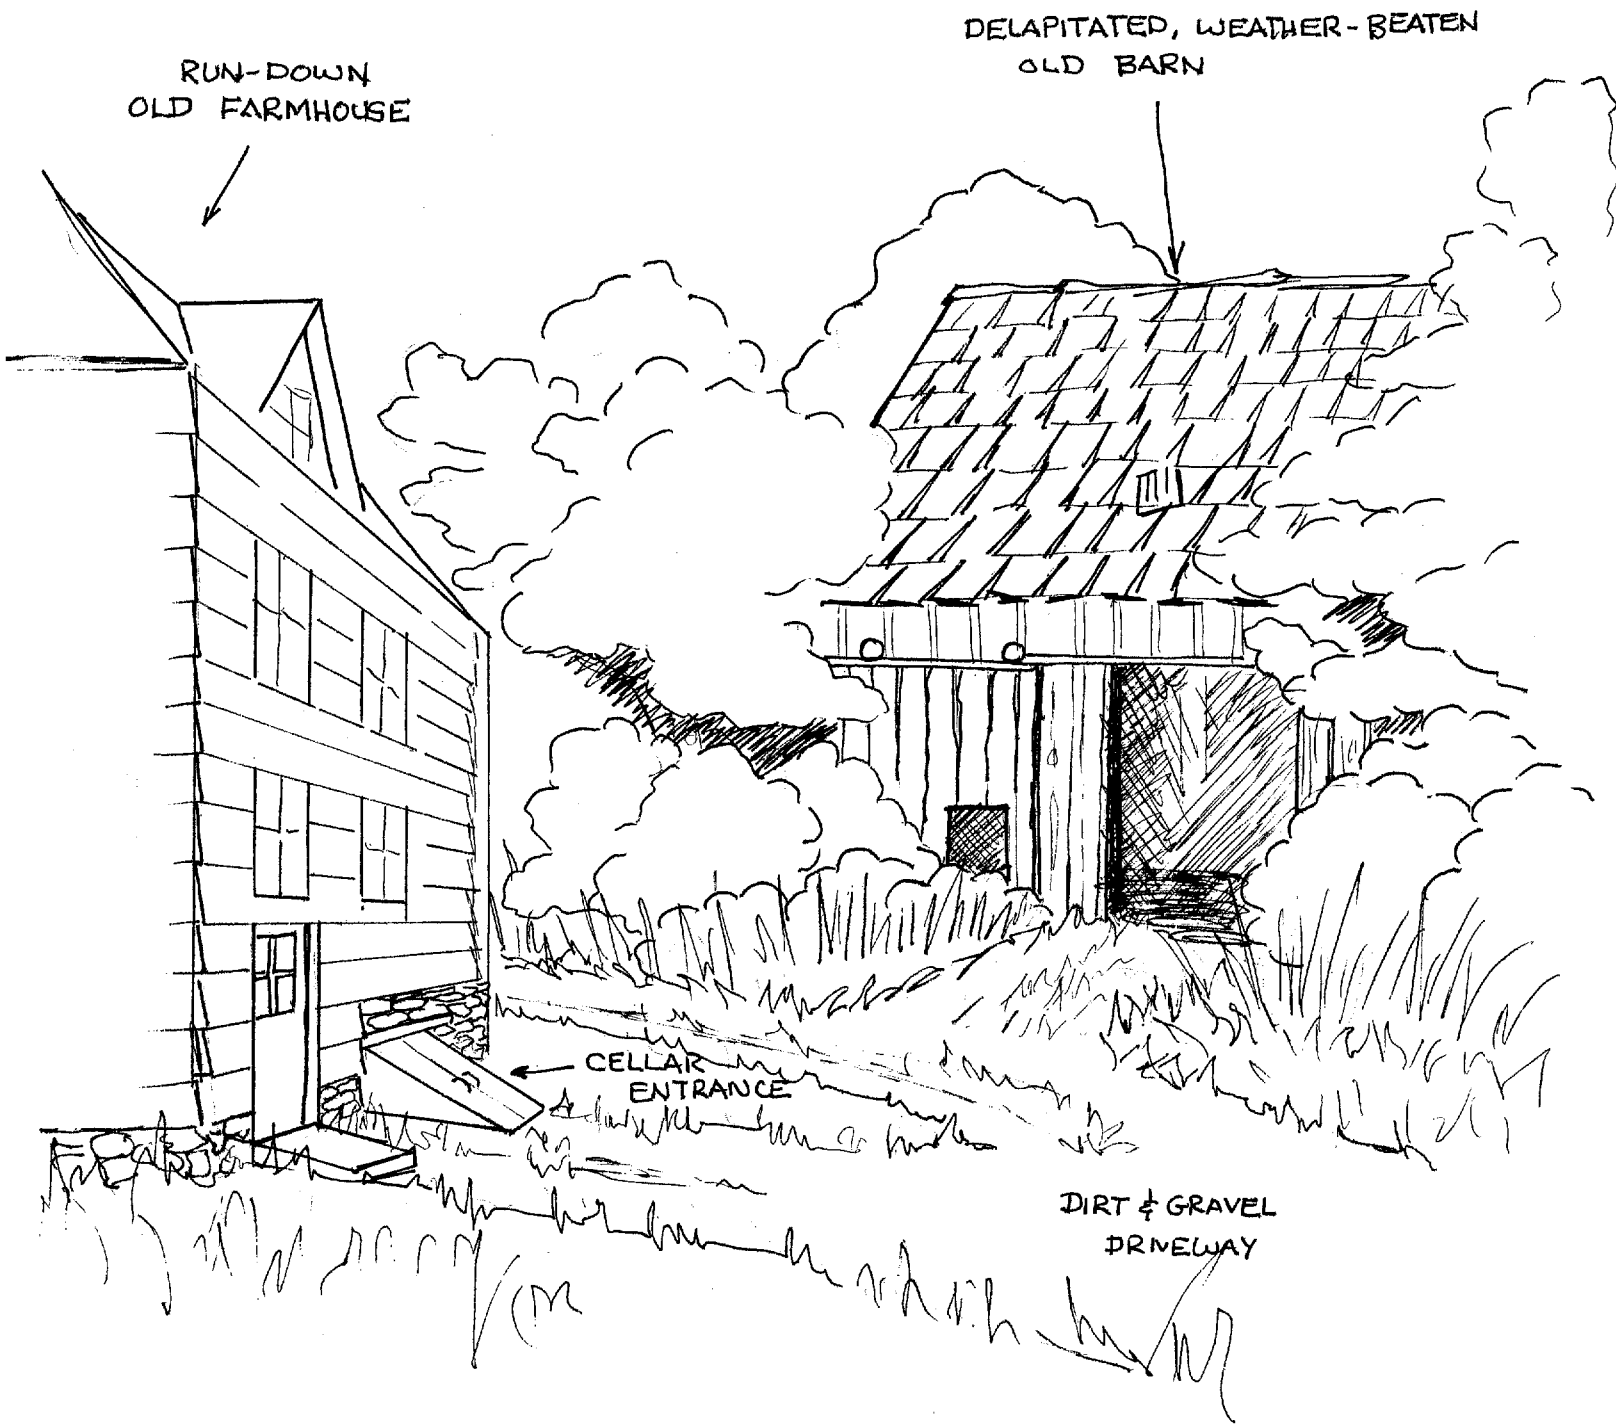 DELAPITATED, WEATHER-BEATEN
OLD BARN
RUN-DOWN
OLD FARMHOUSE
CELLAR
ENTRANCE
DIRT & GRAVEL
DRIVEWAY